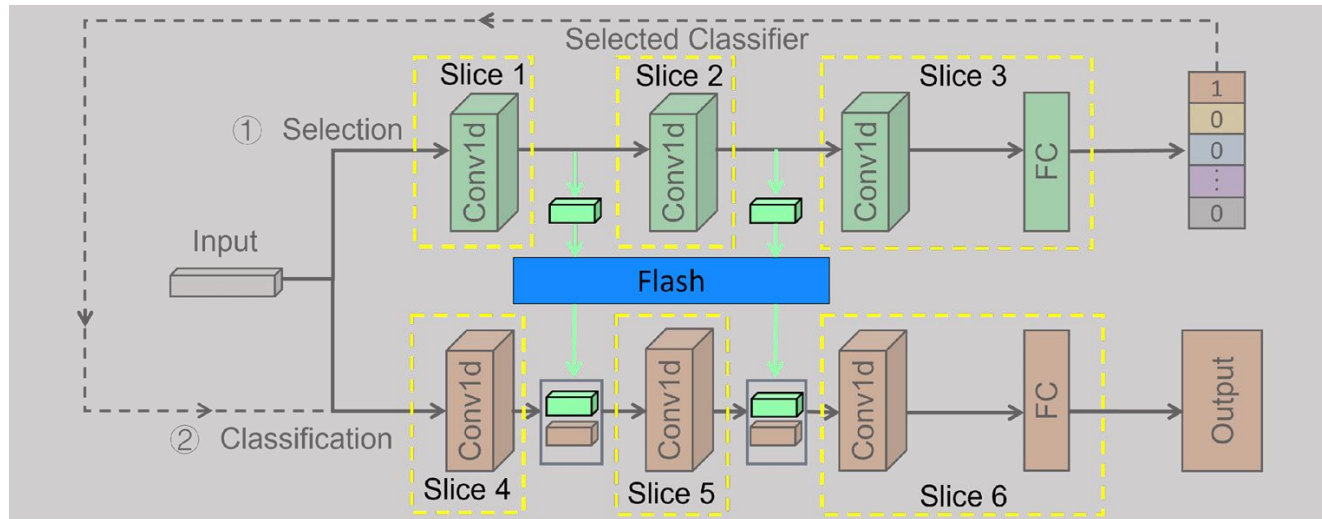 Selected Classifier
Slice 1
Slice 2
Slice 3
① Selection
Conv1d
Conv1d
Conv1d
FC
1
0
0
⋮
0
Input
Flash
② Classification
Conv1d
Conv1d
Conv1d
FC
Output
Slice 4
Slice 5
Slice 6